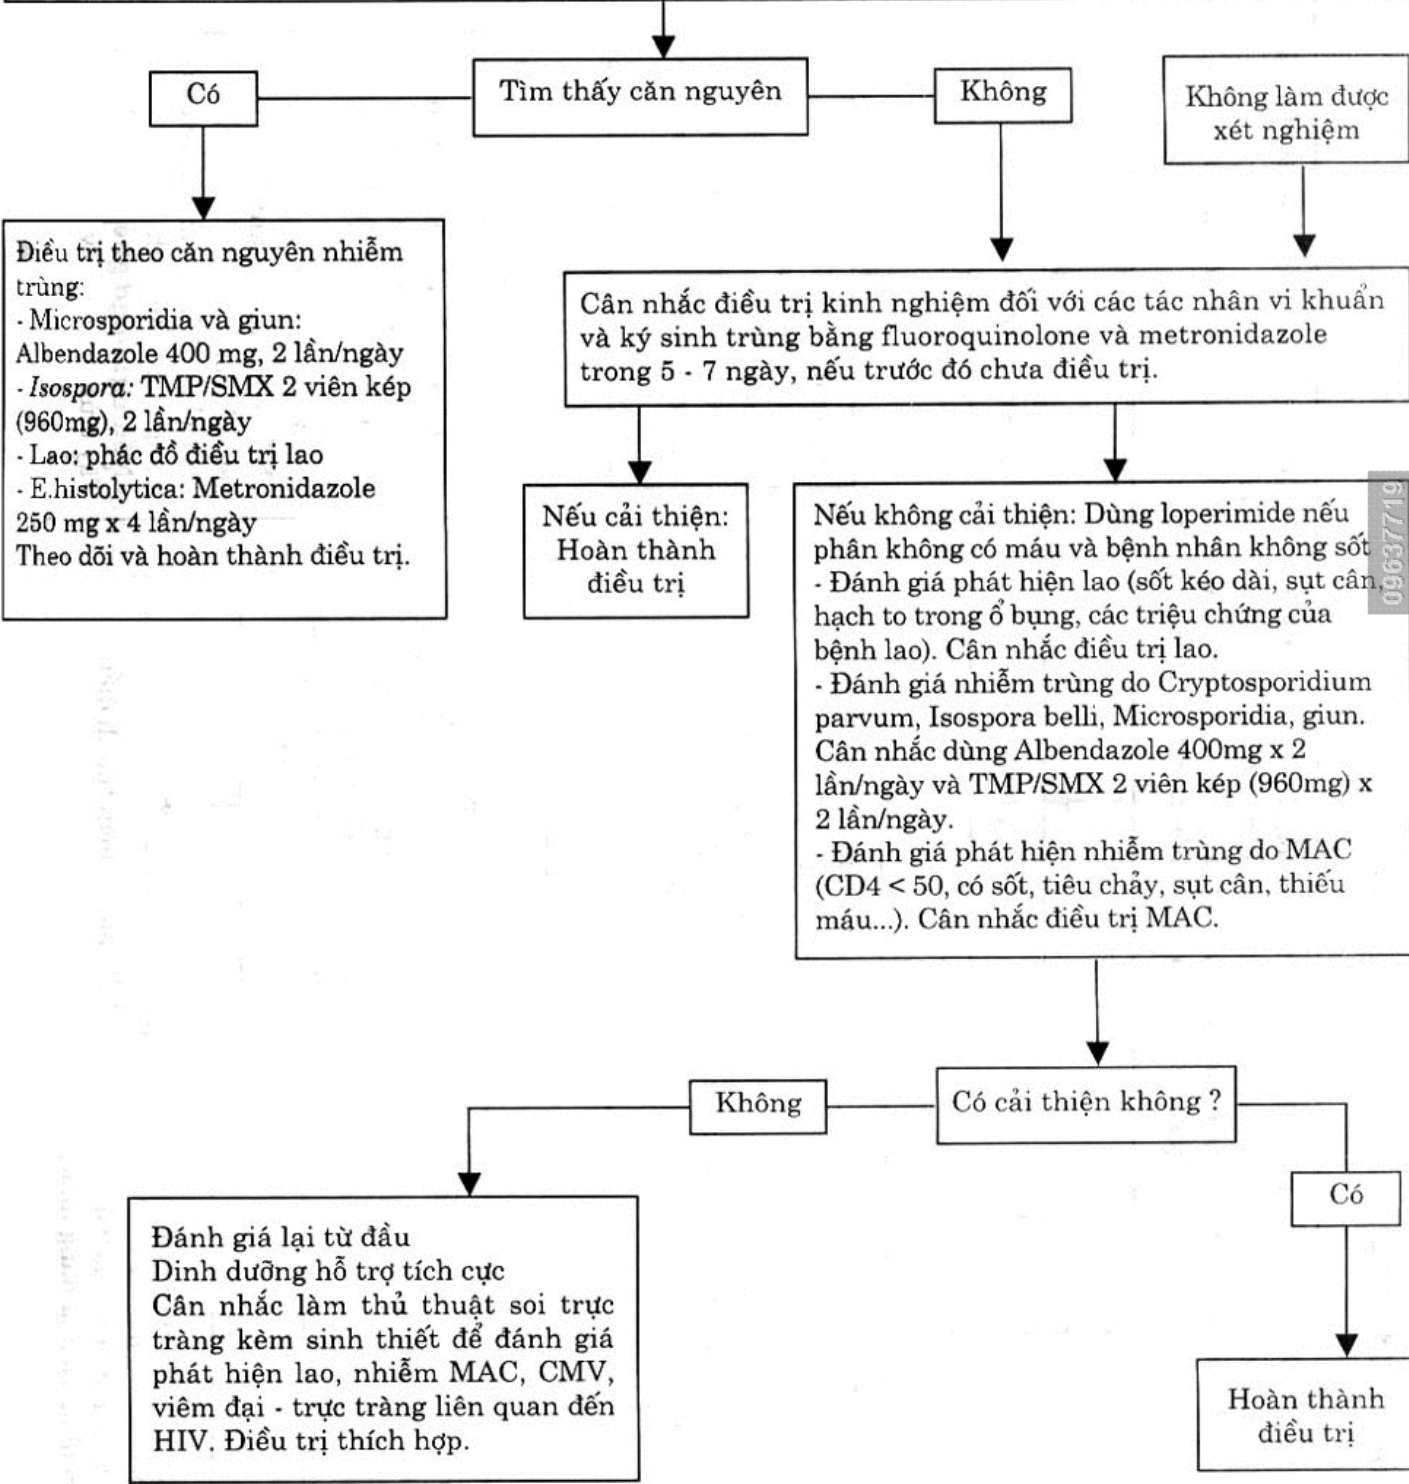 Có
Tìm thấy căn nguyên
Không
Không làm được
xét nghiệm
Điều trị theo căn nguyên nhiễm
trùng:
- Microsporidia và giun:
Albendazole 400 mg, 2 lần/ngày
- Isospora: TMP/SMX 2 viên kép
(960mg), 2 lần/ngày
- Lao: phác đồ điều trị lao
- E.histolytica: Metronidazole
250 mg x 4 lần/ngày
Theo dõi và hoàn thành điều trị.
Cân nhắc điều trị kinh nghiệm đối với các tác nhân vi khuẩn
và ký sinh trùng bằng fluoroquinolone và metronidazole
trong 5 - 7 ngày, nếu trước đó chưa điều trị.
Nếu cải thiện:
Hoàn thành
điều trị
Nếu không cải thiện: Dùng loperimide nếu
phân không có máu và bệnh nhân không sốt
- Đánh giá phát hiện lao (sốt kéo dài, sụt cân,
hạch to trong ổ bụng, các triệu chứng của
bệnh lao). Cân nhắc điều trị lao.
- Đánh giá nhiễm trùng do Cryptosporidium
parvum, Isospora belli, Microsporidia, giun.
Cân nhắc dùng Albendazole 400mg x 2
lần/ngày và TMP/SMX 2 viên kép (960mg) x
2 lần/ngày.
- Đánh giá phát hiện nhiễm trùng do MAC
(CD4 < 50, có sốt, tiêu chảy, sụt cân, thiếu
máu...). Cân nhắc điều trị MAC.
09637719
Không
Có cải thiện không ?
Có
Đánh giá lại từ đầu
Dinh dưỡng hỗ trợ tích cực
Cân nhắc làm thủ thuật soi trực
tràng kèm sinh thiết để đánh giá
phát hiện lao, nhiễm MAC, CMV,
viêm đại - trực tràng liên quan đến
HIV. Điều trị thích hợp.
Hoàn thành
điều trị